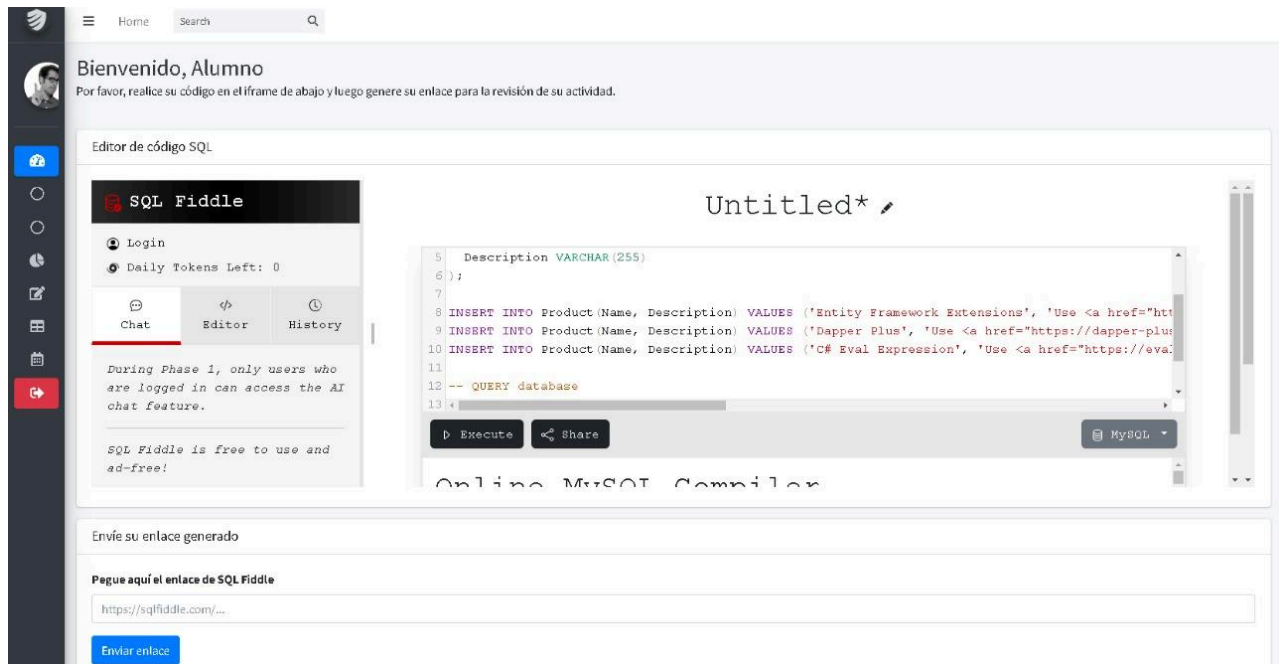 Home Search
Bienvenido, Alumno
Por favor, realice su código en el iframe de abajo y luego genere su enlace para la revisión de su actividad.
Editor de código SQL
SQL Fiddle
Login
Daily Tokens Left: 0
Chat Editor History
During Phase 1, only users who
are logged in can access the AI
chat feature.
SQL Fiddle is free to use and
ad-free!
Untitled*
5 Description VARCHAR(255)
6 );
7
8 INSERT INTO Product(Name, Description) VALUES ('Entity Framework Extensions', 'Use <a href="htt
9 INSERT INTO Product(Name, Description) VALUES ('Dapper Plus', 'Use <a href="https://dapper-plus
10 INSERT INTO Product(Name, Description) VALUES ('C# Eval Expression', 'Use <a href="https://eval
11
12 -- QUERY database
13
Execute Share MySQL
Online MySQL Compiler
Envíe su enlace generado
Pegue aquí el enlace de SQL Fiddle
https://sqlfiddle.com/...
Enviar enlace